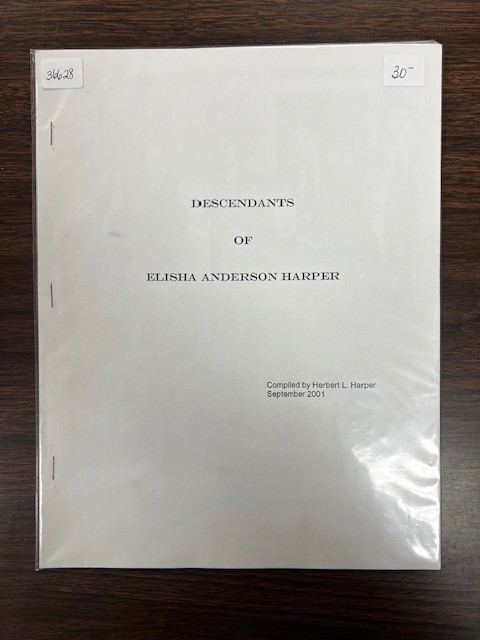 36628
30-
DESCENDANTS
OF
ELISHA ANDERSON HARPER
Compiled by Herbert L. Harper
September 2001